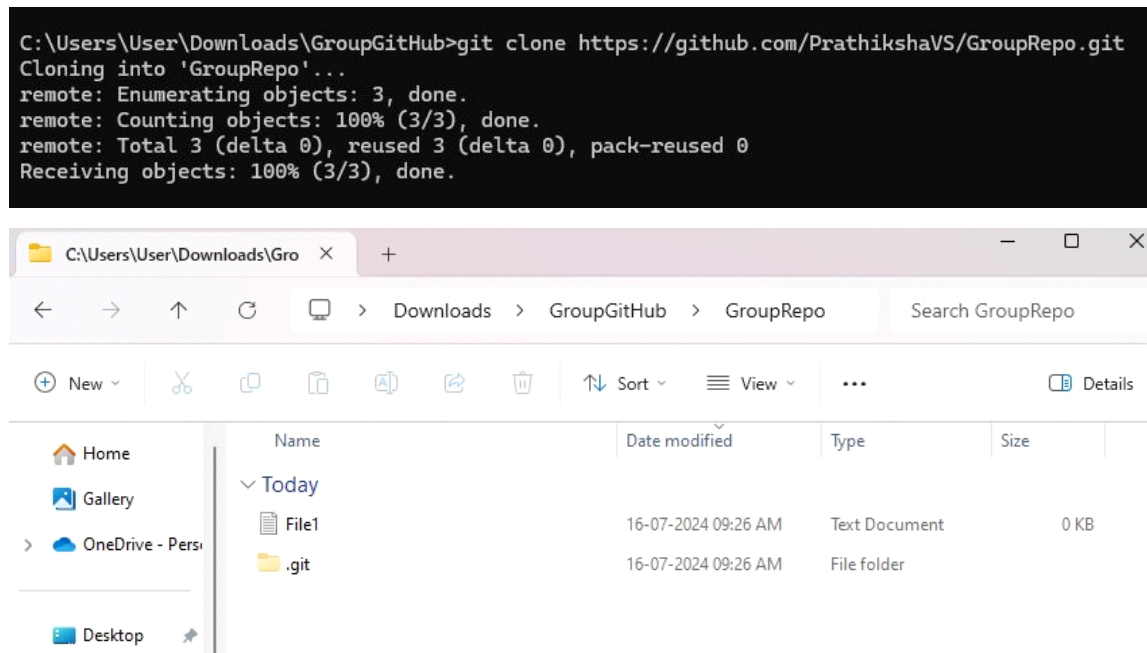 C:\Users\User\Downloads\GroupGitHub>git clone https://github.com/PrathikshaVS/GroupRepo.git
Cloning into 'GroupRepo'...
remote: Enumerating objects: 3, done.
remote: Counting objects: 100% (3/3), done.
remote: Total 3 (delta 0), reused 3 (delta 0), pack-reused 0
Receiving objects: 100% (3/3), done.
C:\Users\User\Downloads\Gro
Downloads > GroupGitHub > GroupRepo Search GroupRepo
New Sort View ... Details
Name Date modified Type Size
Home
Today
Gallery
File1 16-07-2024 09:26 AM Text Document 0 KB
OneDrive - Pers
.git 16-07-2024 09:26 AM File folder
Desktop